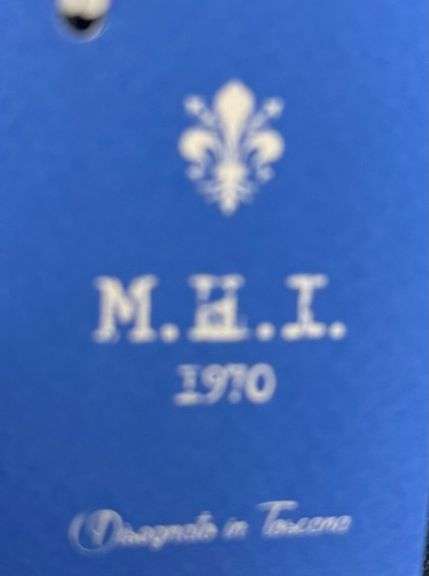 M.H.I.
1970
Disegnato in Toscana